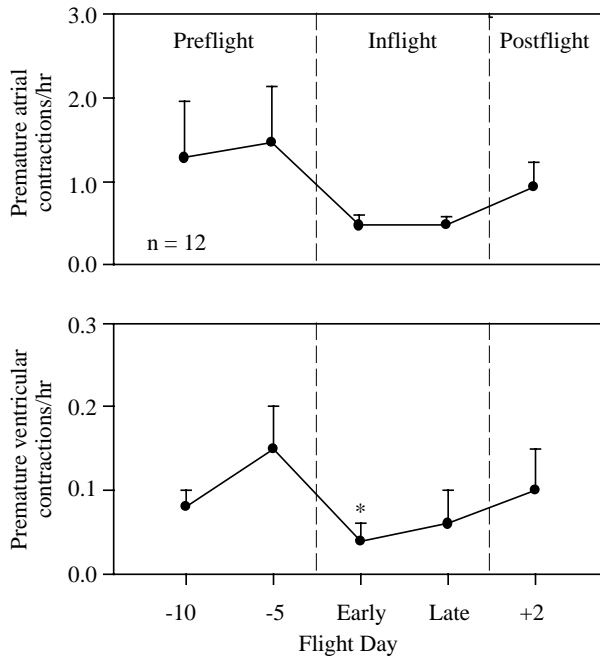 Preflight Inflight Postflight
Premature atrial
contractions/hr
3.0
2.0
1.0
0.0
n = 12
Premature ventricular
contractions/hr
0.3
0.2
0.1
0.0
*
-10 -5 Early Late +2
Flight Day